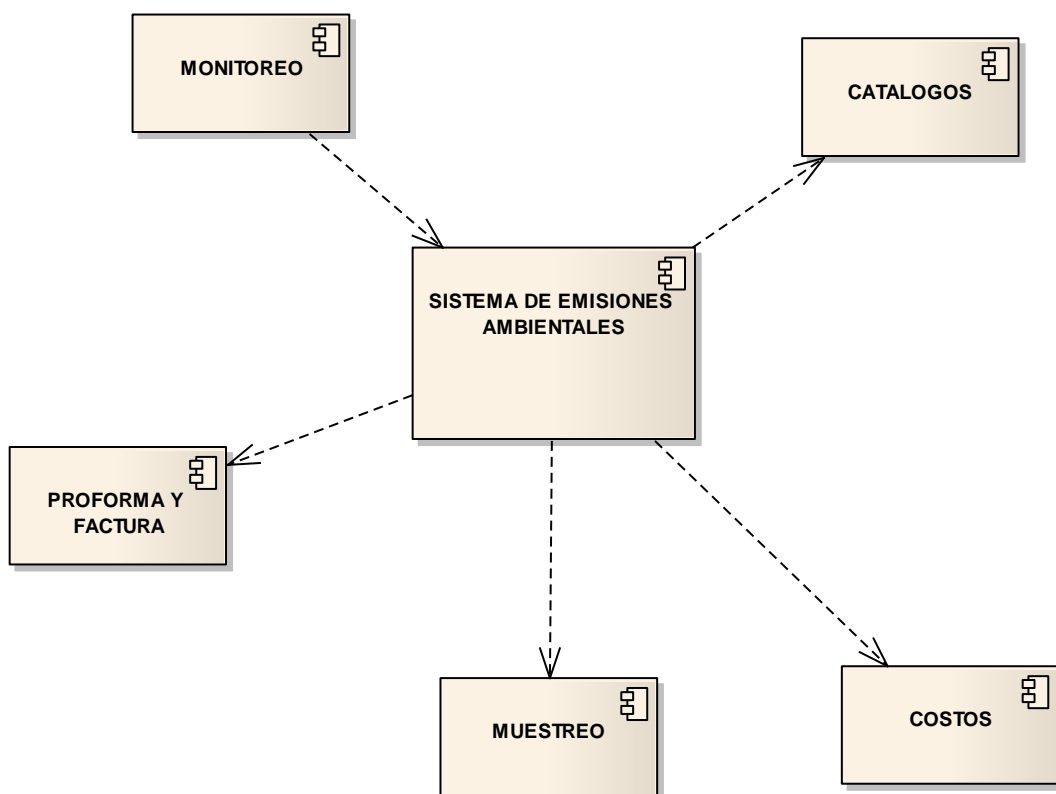 MONITOREO
CATALOGOS
SISTEMA DE EMISIONES
AMBIENTALES
PROFORMA Y
FACTURA
MUESTREO
COSTOS